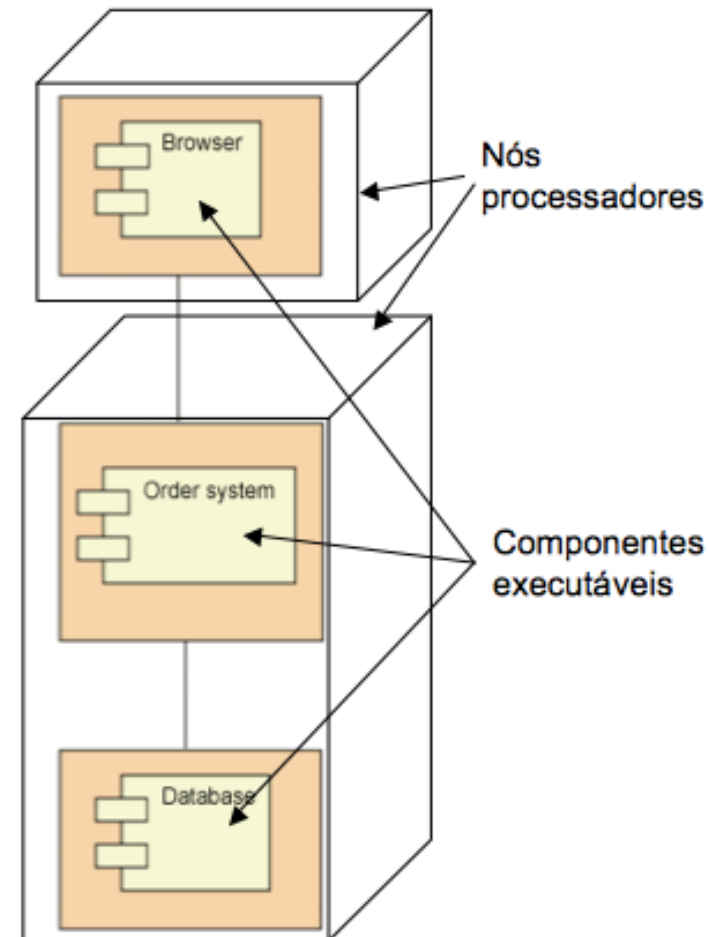 Browser
Nós
processadores
Order system
Componentes
executáveis
Database